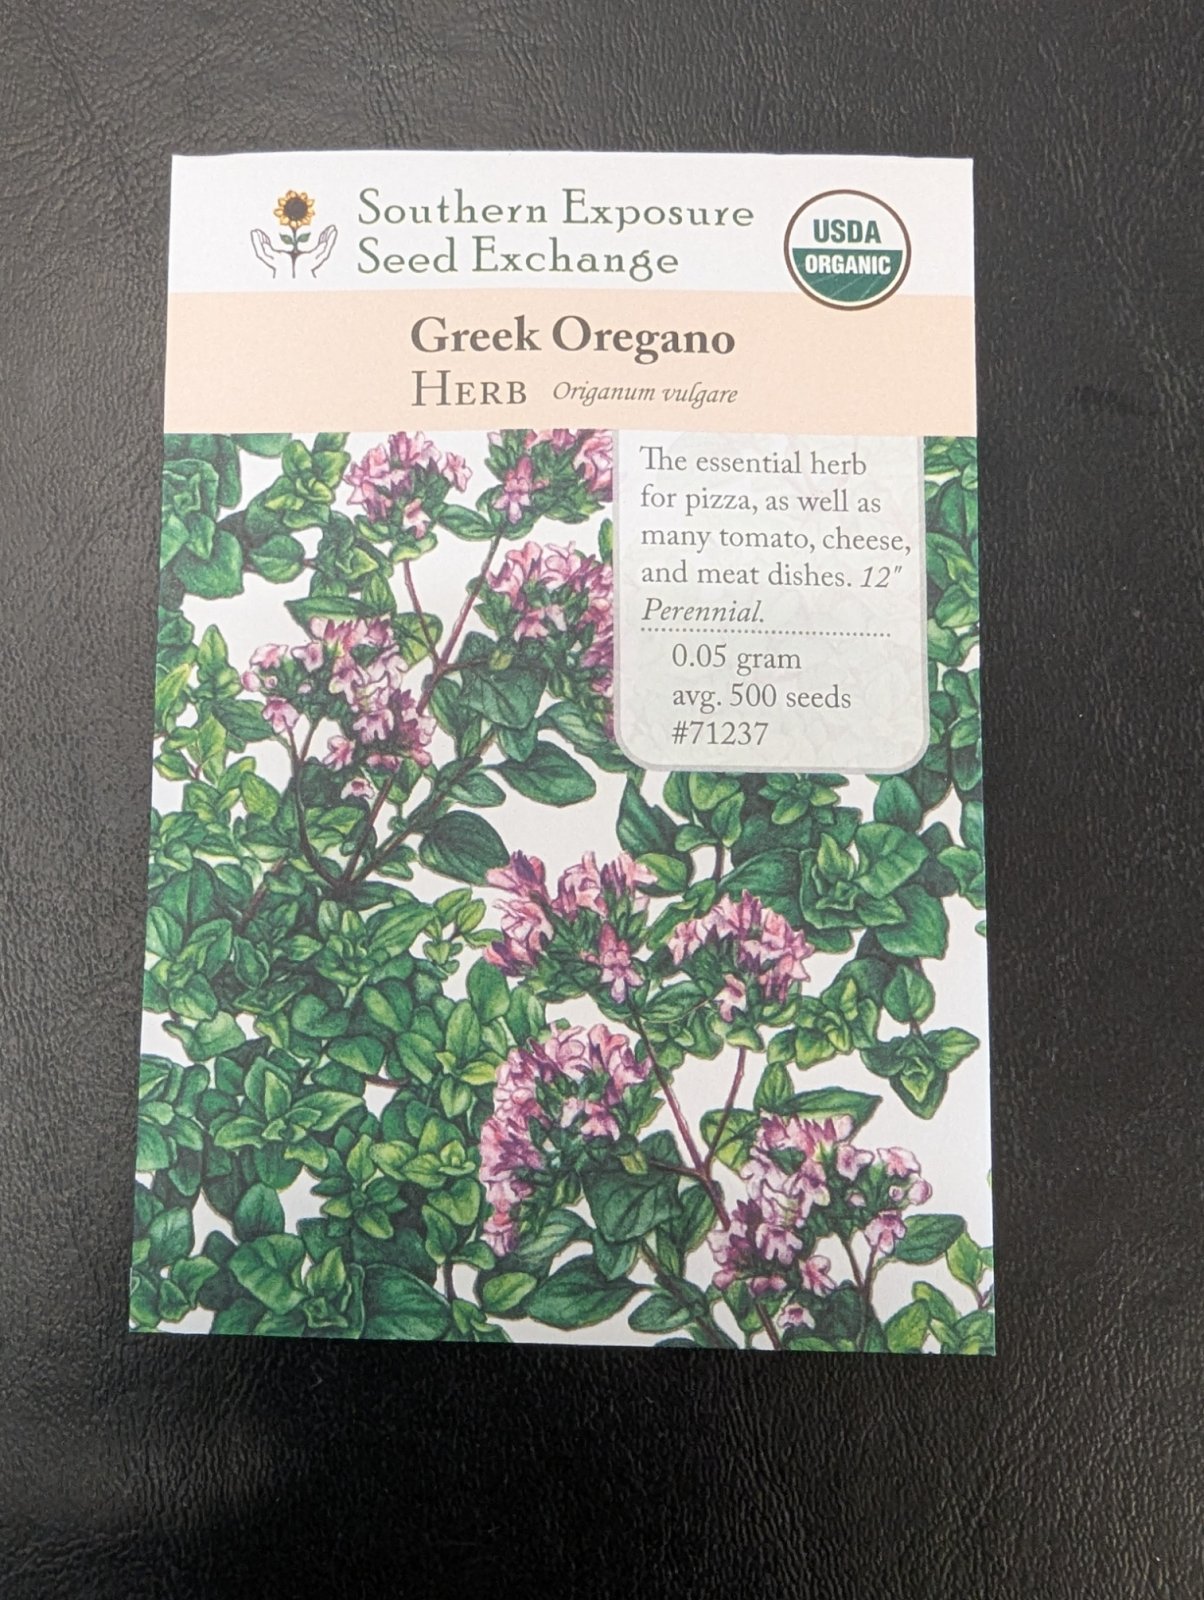 Southern Exposure
Seed Exchange
USDA
ORGANIC
Greek Oregano
HERB Origanum vulgare
The essential herb
for pizza, as well as
many tomato, cheese,
and meat dishes. 12"
Perennial.
0.05 gram
avg. 500 seeds
#71237